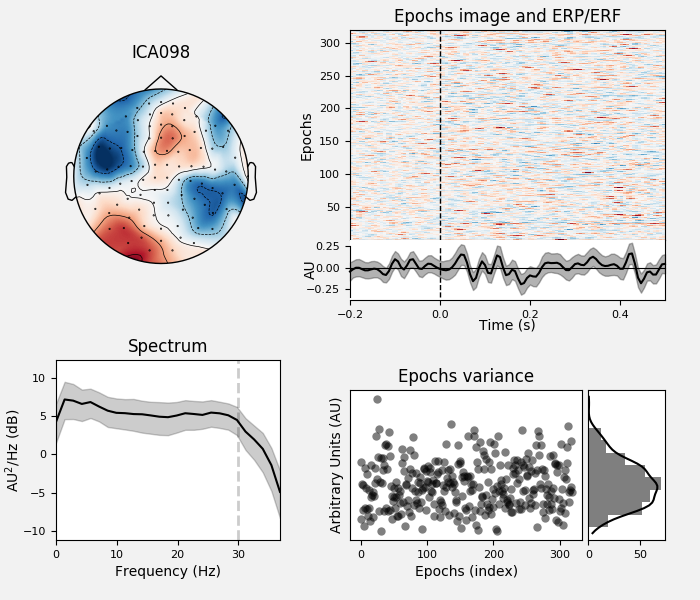 Epochs image and ERP/ERF
ICA098
Epochs
300
250
200
150
100
50
AU
0.25
0.00
−0.25
−0.2
0.0
0.2
0.4
Time (s)
Spectrum
AU²/Hz (dB)
10
5
0
−5
−10
0
10
20
30
Frequency (Hz)
Epochs variance
Arbitrary Units (AU)
0
100
200
300
Epochs (index)
0
50